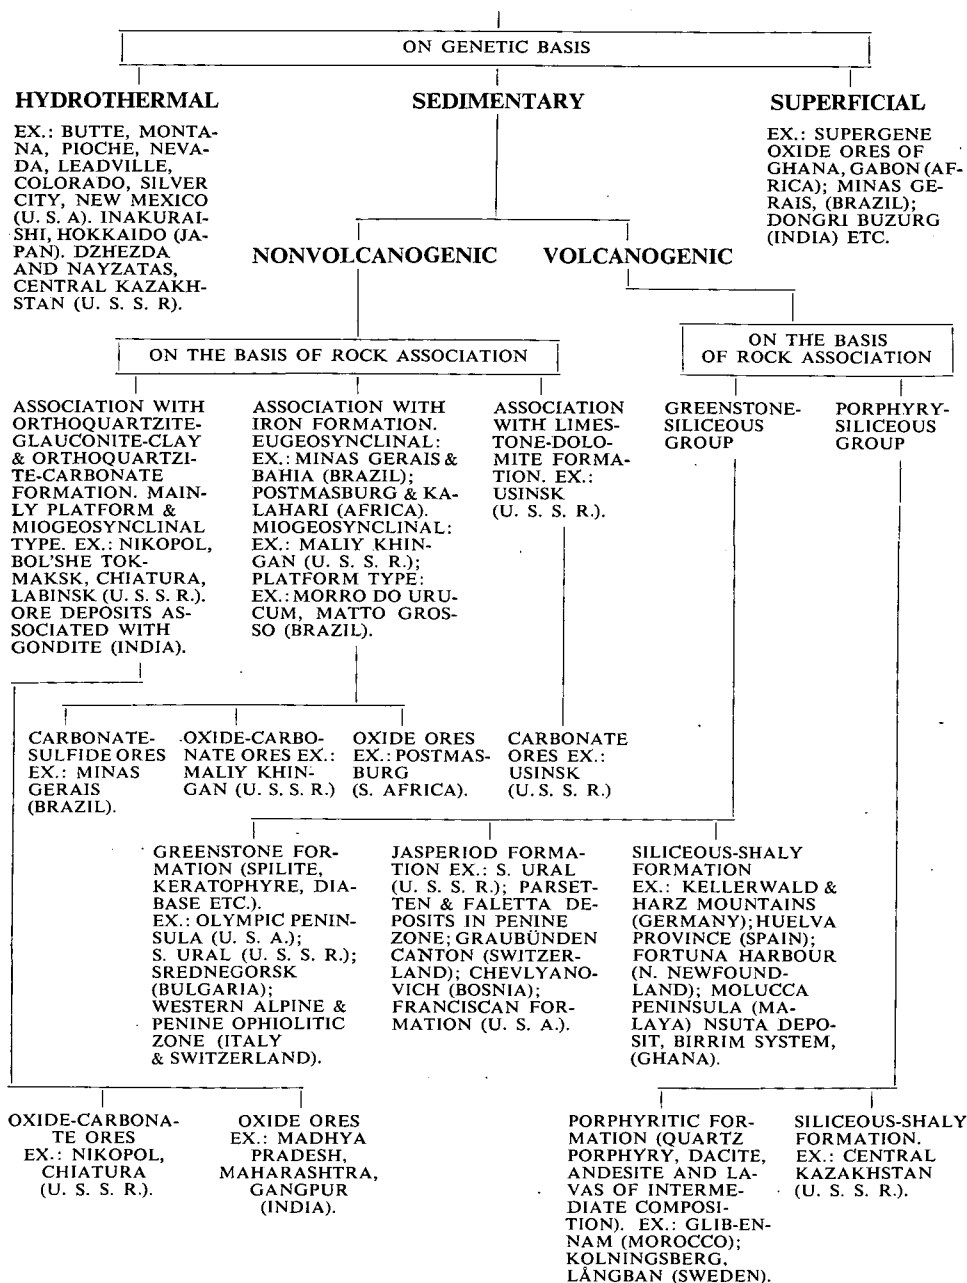 ON GENETIC BASIS
HYDROTHERMAL
EX.: BUTTE, MONTA-
NA, PIOCHE, NEVA-
DA, LEADVILLE,
COLORADO, SILVER
CITY, NEW MEXICO
(U. S. A). INAKURAI-
SHI, HOKKAIDO (JA-
PAN). DZHEZDA
AND NAYZATAS,
CENTRAL KAZAKH-
STAN (U. S. S. R).
SEDIMENTARY
SUPERFICIAL
EX.: SUPERGENE
OXIDE ORES OF
GHANA, GABON (AF-
RICA); MINAS GE-
RAIS, (BRAZIL);
DONGRI BUZURG
(INDIA) ETC.
NONVOLCANOGENIC
VOLCANOGENIC
ON THE BASIS OF ROCK ASSOCIATION
ON THE BASIS
OF ROCK ASSOCIATION
ASSOCIATION WITH
ORTHOQUARTZITE-
GLAUCONITE-CLAY
& ORTHOQUARTZI-
TE-CARBONATE
FORMATION. MAIN-
LY PLATFORM &
MIOGEOSYNCLINAL
TYPE. EX.: NIKOPOL,
BOL'SHE TOK-
MAKSK, CHIATURA,
LABINSK (U. S. S. R.).
ORE DEPOSITS AS-
SOCIATED WITH
GONDITE (INDIA).
ASSOCIATION WITH
IRON FORMATION.
EUGEOSYNCLINAL:
EX.: MINAS GERAIS &
BAHIA (BRAZIL);
POSTMASBURG & KA-
LAHARI (AFRICA).
MIOGEOSYNCLINAL:
EX.: MALIY KHIN-
GAN (U. S. S. R.);
PLATFORM TYPE:
EX.: MORRO DO URU-
CUM, MATTO GROS-
SO (BRAZIL).
ASSOCIATION
WITH LIMES-
TONE-DOLO-
MITE FORMA-
TION. EX.:
USINSK
(U. S. S. R.).
GREENSTONE-
SILICEOUS
GROUP
PORPHYRY-
SILICEOUS
GROUP
CARBONATE-
SULFIDE ORES
EX.: MINAS
GERAIS
(BRAZIL).
OXIDE-CARBO-
NATE ORES EX.:
MALIY KHIN-
GAN (U. S. S. R.)
OXIDE ORES
EX.: POSTMAS-
BURG
(S. AFRICA).
CARBONATE
ORES EX.:
USINSK
(U. S. S. R.)
GREENSTONE FOR-
MATION (SPILITE,
KERATOPHYRE, DIA-
BASE ETC.).
EX.: OLYMPIC PENIN-
SULA (U. S. A.);
S. URAL (U. S. S. R.);
SREDNEGORSK
(BULGARIA);
WESTERN ALPINE &
PENINE OPHIOLITIC
ZONE (ITALY
& SWITZERLAND).
JASPERIOD FORMA-
TION EX.: S. URAL
(U. S. S. R.); PARSET-
TEN & FALETTA DE-
POSITS IN PENINE
ZONE; GRAUBÜNDEN
CANTON (SWITZER-
LAND); CHEVLYANO-
VICH (BOSNIA);
FRANCISCAN FOR-
MATION (U. S. A.).
SILICEOUS-SHALY
FORMATION
EX.: KELLERWALD &
HARZ MOUNTAINS
(GERMANY); HUELVA
PROVINCE (SPAIN);
FORTUNA HARBOUR
(N. NEWFOUND-
LAND); MOLUCCA
PENINSULA (MA-
LAYA) NSUTA DEPO-
SIT, BIRRIM SYSTEM,
(GHANA).
OXIDE-CARBONA-
TE ORES
EX.: NIKOPOL,
CHIATURA
(U. S. S. R.).
OXIDE ORES
EX.: MADHYA
PRADESH,
MAHARASHTRA,
GANGPUR
(INDIA).
PORPHYRITIC FOR-
MATION (QUARTZ
PORPHYRY, DACITE,
ANDESITE AND LA-
VAS OF INTERME-
DIATE COMPOSI-
TION). EX.: GLIB-EN-
NAM (MOROCCO);
KOLNINGSBERG,
LÅNGBAN (SWEDEN).
SILICEOUS-SHALY
FORMATION.
EX.: CENTRAL
KAZAKHSTAN
(U. S. S. R.).